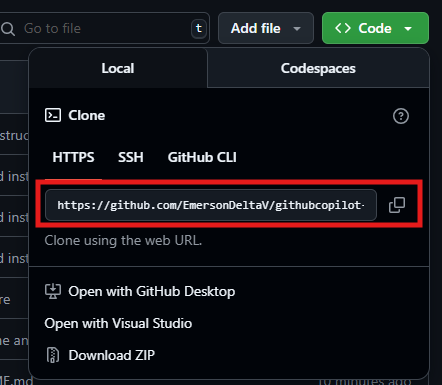 Go to file
t
Add file
Code
Local
Codespaces
Clone
HTTPS
SSH
GitHub CLI
https://github.com/EmersonDeltaV/githubcopilot-
Clone using the web URL.
Open with GitHub Desktop
Open with Visual Studio
Download ZIP
10 minutes ago